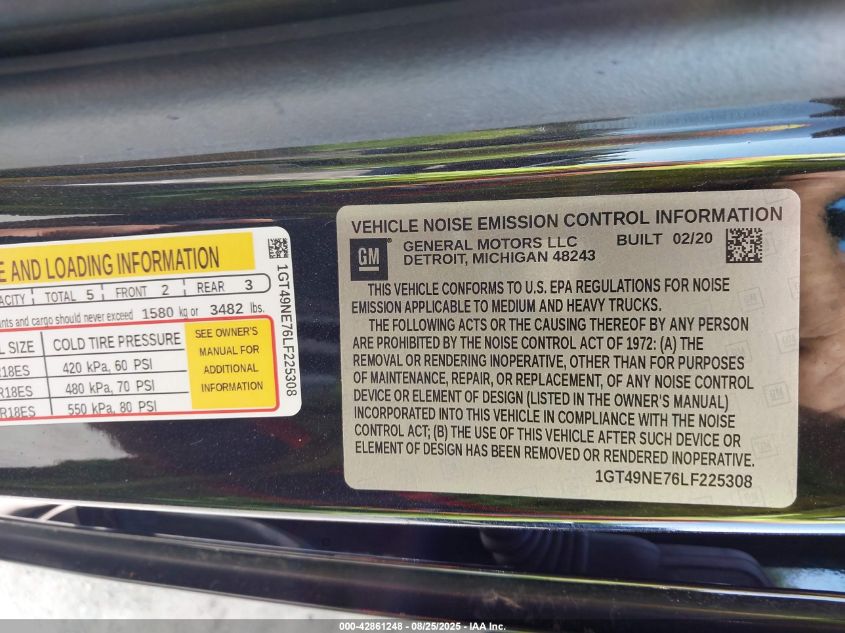 E AND LOADING INFORMATION
ACITY TOTAL 5 FRONT 2 REAR 3
nts and cargo should never exceed 1580 kg or 3482 lbs.
L SIZE COLD TIRE PRESSURE
R18ES 420 kPa, 60 PSI
R18ES 480 kPa, 70 PSI
R18ES 550 kPa, 80 PSI
SEE OWNER'S
MANUAL FOR
ADDITIONAL
INFORMATION
1GT49NE76LF225308
VEHICLE NOISE EMISSION CONTROL INFORMATION
GM
GENERAL MOTORS LLC BUILT 02/20
DETROIT, MICHIGAN 48243
THIS VEHICLE CONFORMS TO U.S. EPA REGULATIONS FOR NOISE
EMISSION APPLICABLE TO MEDIUM AND HEAVY TRUCKS.
THE FOLLOWING ACTS OR THE CAUSING THEREOF BY ANY PERSON
ARE PROHIBITED BY THE NOISE CONTROL ACT OF 1972: (A) THE
REMOVAL OR RENDERING INOPERATIVE, OTHER THAN FOR PURPOSES
OF MAINTENANCE, REPAIR, OR REPLACEMENT, OF ANY NOISE CONTROL
DEVICE OR ELEMENT OF DESIGN (LISTED IN THE OWNER'S MANUAL)
INCORPORATED INTO THIS VEHICLE IN COMPLIANCE WITH THE NOISE
CONTROL ACT; (B) THE USE OF THIS VEHICLE AFTER SUCH DEVICE OR
ELEMENT OF DESIGN HAS BEEN REMOVED OR RENDERED INOPERATIVE.
1GT49NE76LF225308
000-42861248 - 08/25/2025 - IAA Inc.